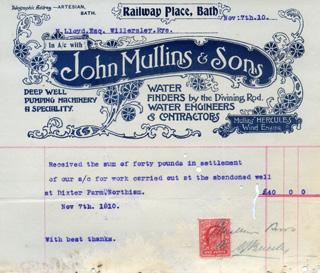 Telegraphic Address — ARTESIAN, BATH.
Railway Place, Bath
Nov 17th. 10.
In A/c with
N. Lloyd, Esq. Willersley, Rye.
John Mullins & Sons
DEEP WELL
PUMPING MACHINERY
A SPECIALITY.
WATER
FINDERS by the Divining Rod.
WATER ENGINEERS
& CONTRACTORS
Mullins' "HERCULES"
Wind Engine.
Received the sum of forty pounds in settlement
of our a/c for work carried out at the abandoned well
at Dixter Farm, Northiam. £40 0 0
Nov 7th. 1910.
With best thanks.